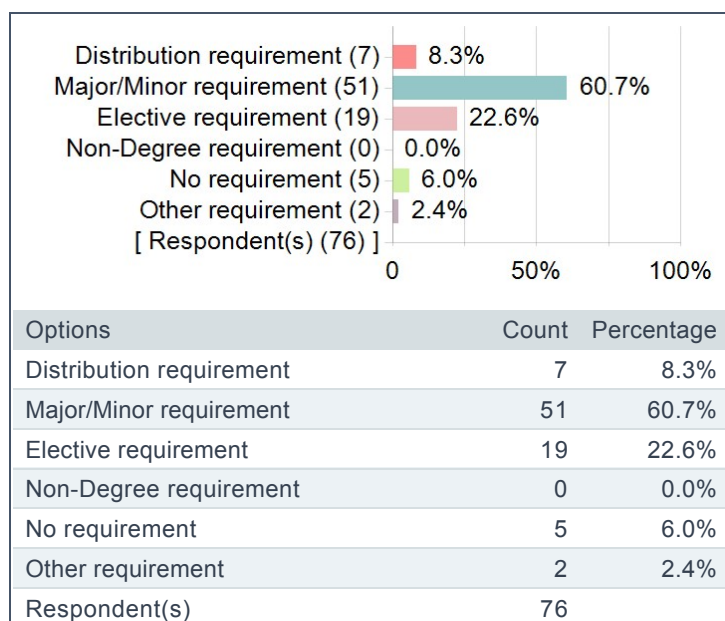 Distribution requirement (7) 8.3%
Major/Minor requirement (51) 60.7%
Elective requirement (19) 22.6%
Non-Degree requirement (0) 0.0%
No requirement (5) 6.0%
Other requirement (2) 2.4%
[ Respondent(s) (76) ]
0 50% 100%
Options Count Percentage
Distribution requirement 7 8.3%
Major/Minor requirement 51 60.7%
Elective requirement 19 22.6%
Non-Degree requirement 0 0.0%
No requirement 5 6.0%
Other requirement 2 2.4%
Respondent(s) 76